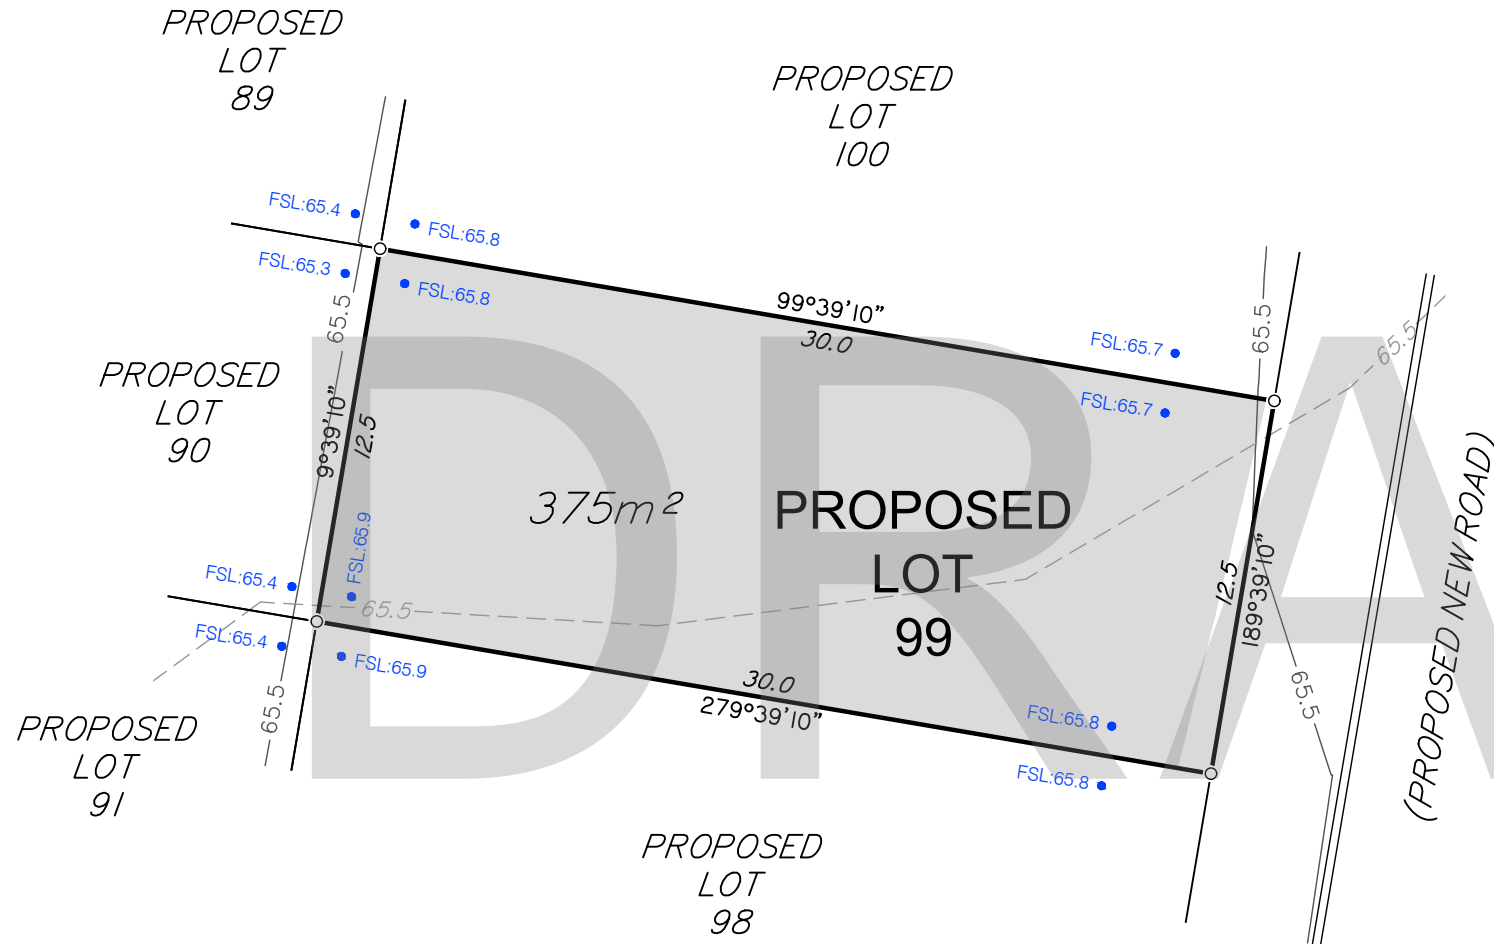 PROPOSED
LOT
89
PROPOSED
LOT
100
FSL:65.4
FSL:65.8
FSL:65.3
FSL:65.8
65.5
99°39'10"
30.0
FSL:65.7
FSL:65.7
65.5
65.5
PROPOSED
LOT
90
9°39'10"
12.5
375m²
PROPOSED
LOT
99
DRA
FSL:65.9
FSL:65.4
65.5
FSL:65.4
FSL:65.9
65.5
30.0
279°39'10"
12.5
189°39'10"
65.5
FSL:65.8
FSL:65.8
(PROPOSED NEW ROAD)
PROPOSED
LOT
91
PROPOSED
LOT
98